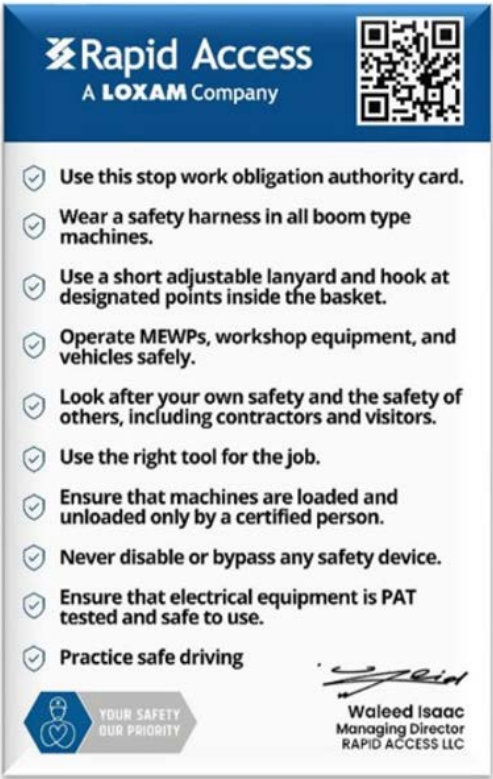 Rapid Access
A LOXAM Company
Use this stop work obligation authority card.
Wear a safety harness in all boom type
machines.
Use a short adjustable lanyard and hook at
designated points inside the basket.
Operate MEWPs, workshop equipment, and
vehicles safely.
Look after your own safety and the safety of
others, including contractors and visitors.
Use the right tool for the job.
Ensure that machines are loaded and
unloaded only by a certified person.
Never disable or bypass any safety device.
Ensure that electrical equipment is PAT
tested and safe to use.
Practice safe driving
YOUR SAFETY
OUR PRIORITY
Waleed Isaac
Managing Director
RAPID ACCESS LLC